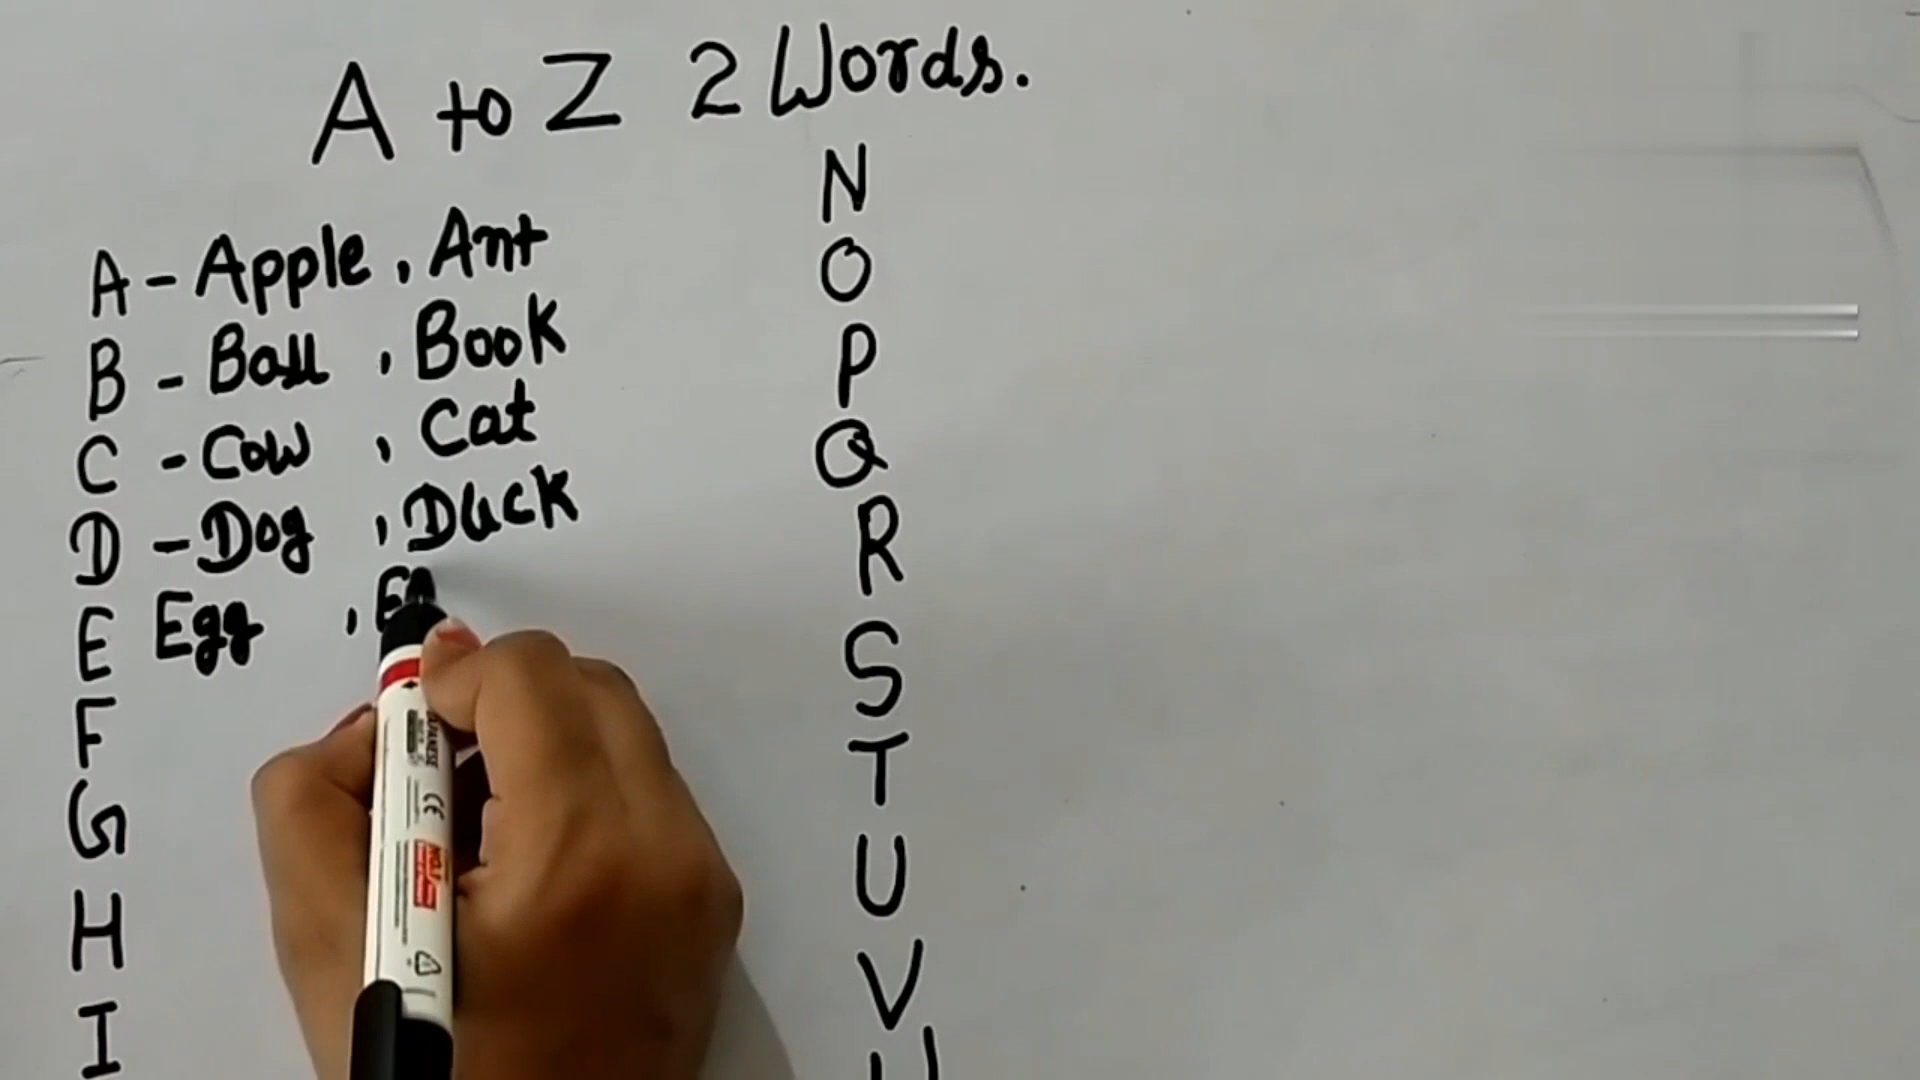 A to Z 2 Words.
A - Apple, Ant
B - Ball, Book
C - Cow, Cat
D - Dog, Duck
E Egg, E
F
G
H
I
N
O
P
Q
R
S
T
U
V